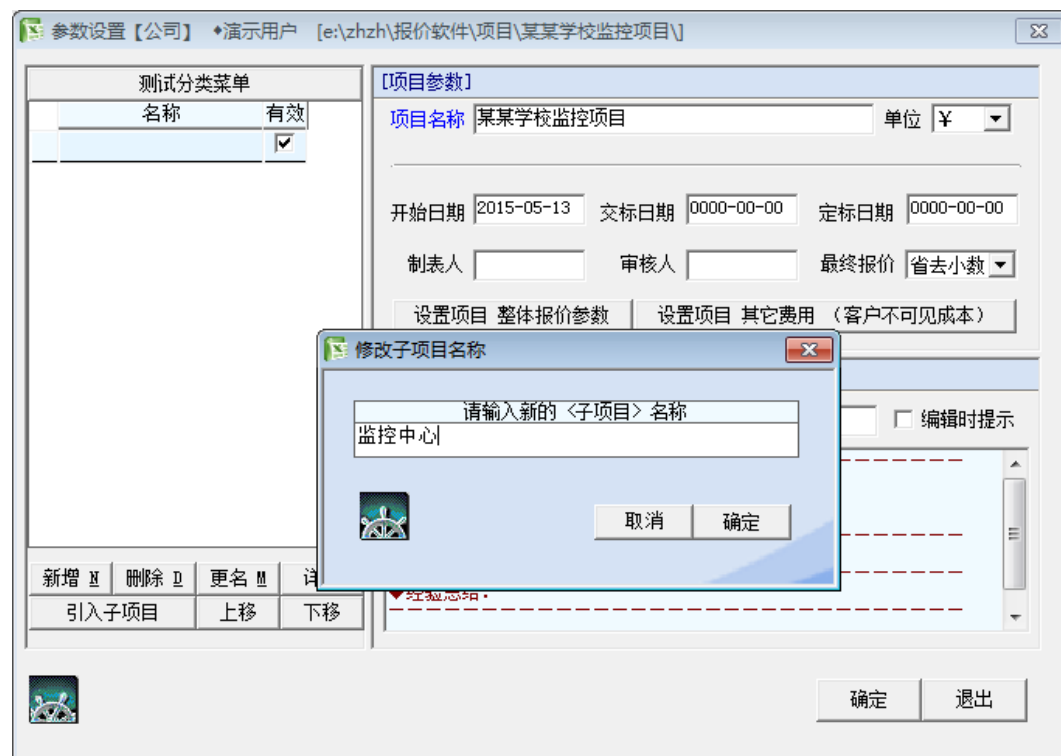 参数设置【公司】 ◆演示用户 [e:\zhzh\报价软件\项目\某某学校监控项目\]
测试分类菜单
名称 有效
[项目参数]
项目名称 某某学校监控项目 单位 ¥
开始日期 2015-05-13 交标日期 0000-00-00 定标日期 0000-00-00
制表人 审核人 最终报价 省去小数
设置项目 整体报价参数 设置项目 其它费用 （客户不可见成本）
修改子项目名称
请输入新的〈子项目〉名称
监控中心
取消 确定
编辑时提示
◆经验总结:
新增 N 删除 D 更名 M 详
引入子项目 上移 下移
确定 退出